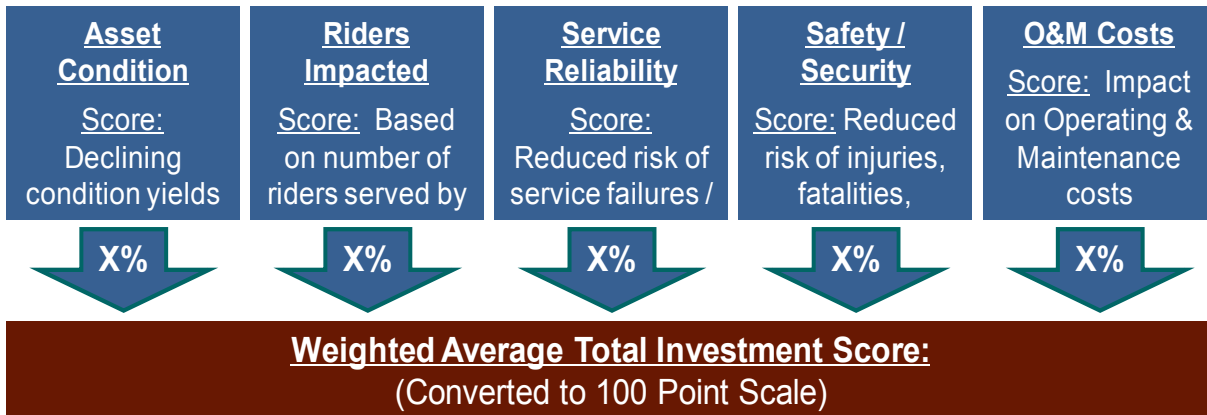 Asset
Condition
Score:
Declining
condition yields
Riders
Impacted
Score: Based
on number of
riders served by
Service
Reliability
Score:
Reduced risk of
service failures /
Safety /
Security
Score: Reduced
risk of injuries,
fatalities,
O&M Costs
Score: Impact
on Operating &
Maintenance
costs
X%
X%
X%
X%
X%
Weighted Average Total Investment Score:
(Converted to 100 Point Scale)